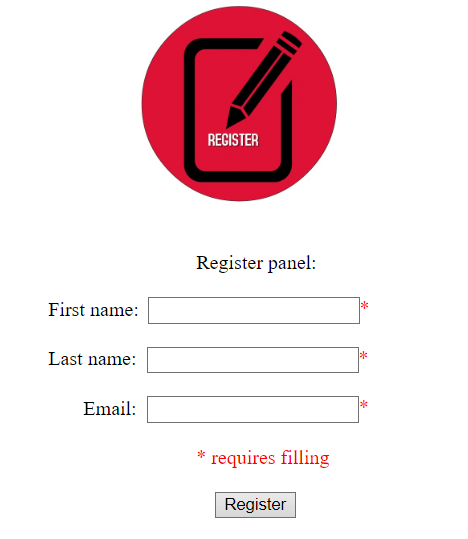 REGISTER
Register panel:
First name: *
Last name: *
Email: *
* requires filling
Register